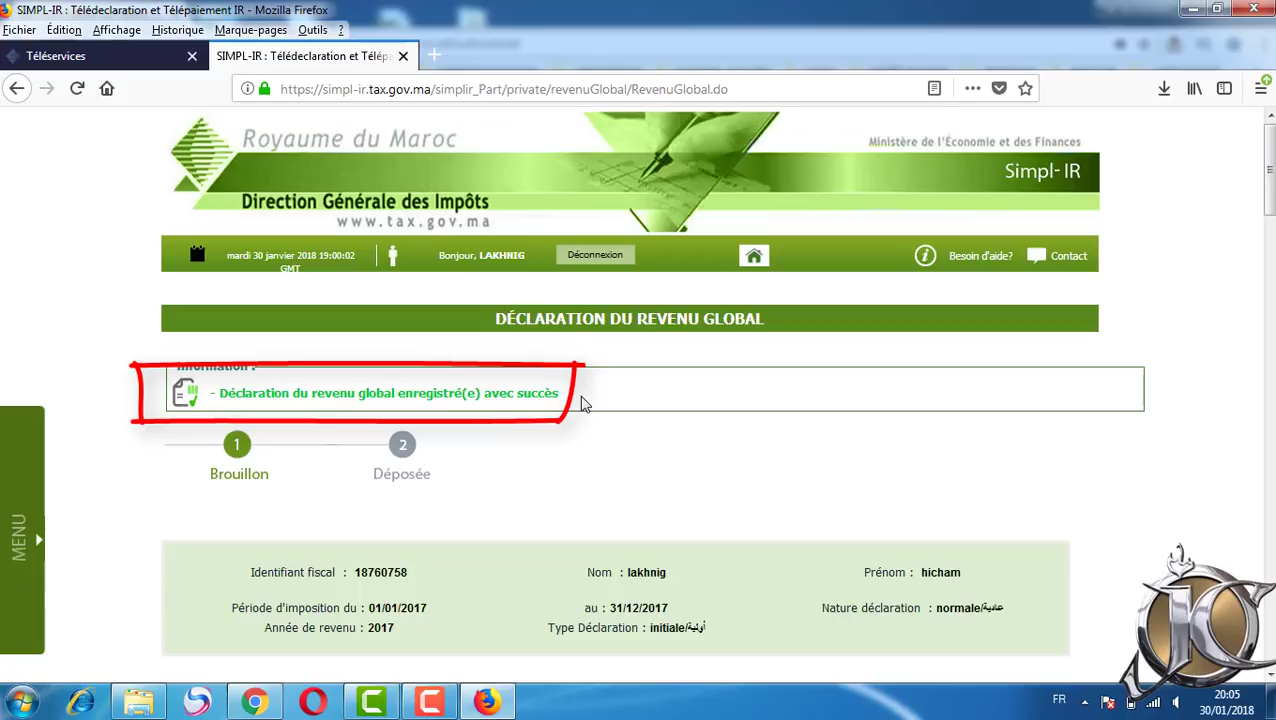 SIMPL-IR : Télédeclaration et Télépaiement IR - Mozilla Firefox
Fichier Édition Affichage Historique Marque-pages Outils ?
Téléservices
SIMPL-IR : Télédeclaration et Télépa
https://simpl-ir.tax.gov.ma/simplir_Part/private/revenuGlobal/RevenuGlobal.do
Royaume du Maroc
Ministère de l'Économie et des Finances
Simpl-IR
Direction Générale des Impôts
www.tax.gov.ma
mardi 30 janvier 2018 19:00:02 GMT
Bonjour, LAKHNIG
Déconnexion
Besoin d'aide?
Contact
DÉCLARATION DU REVENU GLOBAL
Information :
- Déclaration du revenu global enregistré(e) avec succès
1 2
Brouillon Déposée
MENU
Identifiant fiscal : 18760758 Nom : lakhnig Prénom : hicham
Période d'imposition du : 01/01/2017 au : 31/12/2017 Nature déclaration : normale/عادية
Année de revenu : 2017 Type Déclaration : initiale/أولية
JC
FR
20:05
30/01/2018